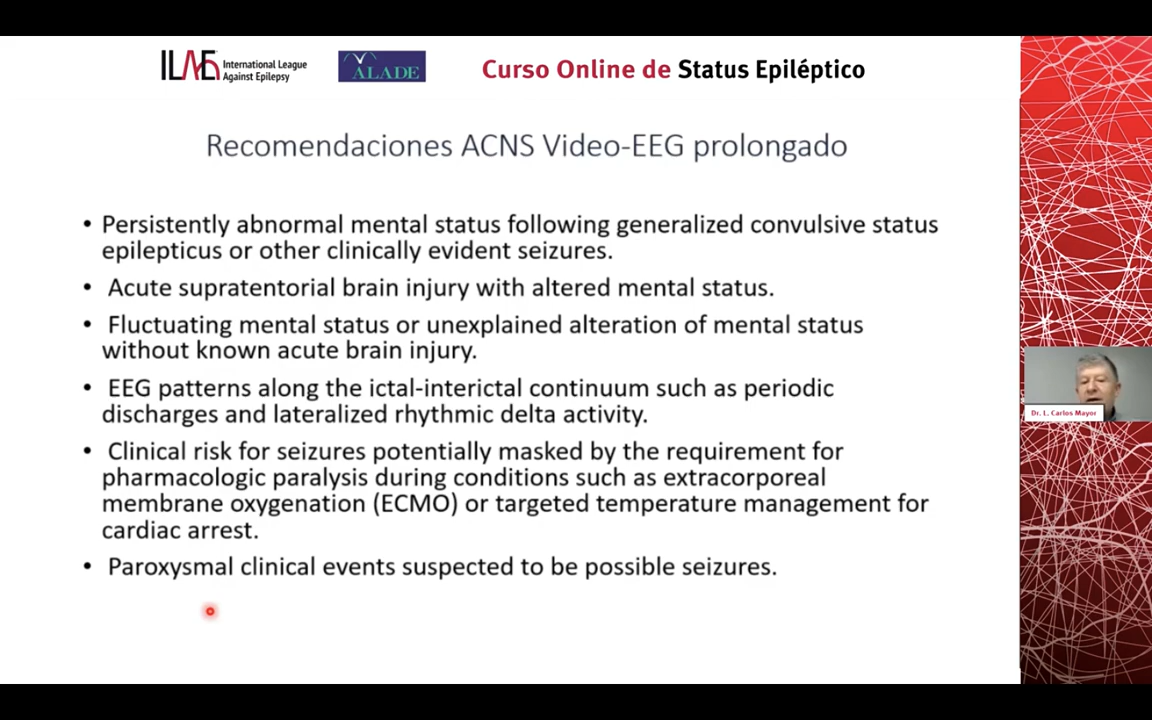 ILAE International League
Against Epilepsy
ALADE
Curso Online de Status Epiléptico
Recomendaciones ACNS Video-EEG prolongado
• Persistently abnormal mental status following generalized convulsive status
epilepticus or other clinically evident seizures.
• Acute supratentorial brain injury with altered mental status.
• Fluctuating mental status or unexplained alteration of mental status
without known acute brain injury.
• EEG patterns along the ictal-interictal continuum such as periodic
discharges and lateralized rhythmic delta activity.
• Clinical risk for seizures potentially masked by the requirement for
pharmacologic paralysis during conditions such as extracorporeal
membrane oxygenation (ECMO) or targeted temperature management for
cardiac arrest.
• Paroxysmal clinical events suspected to be possible seizures.
Dr. L. Carlos Mayor